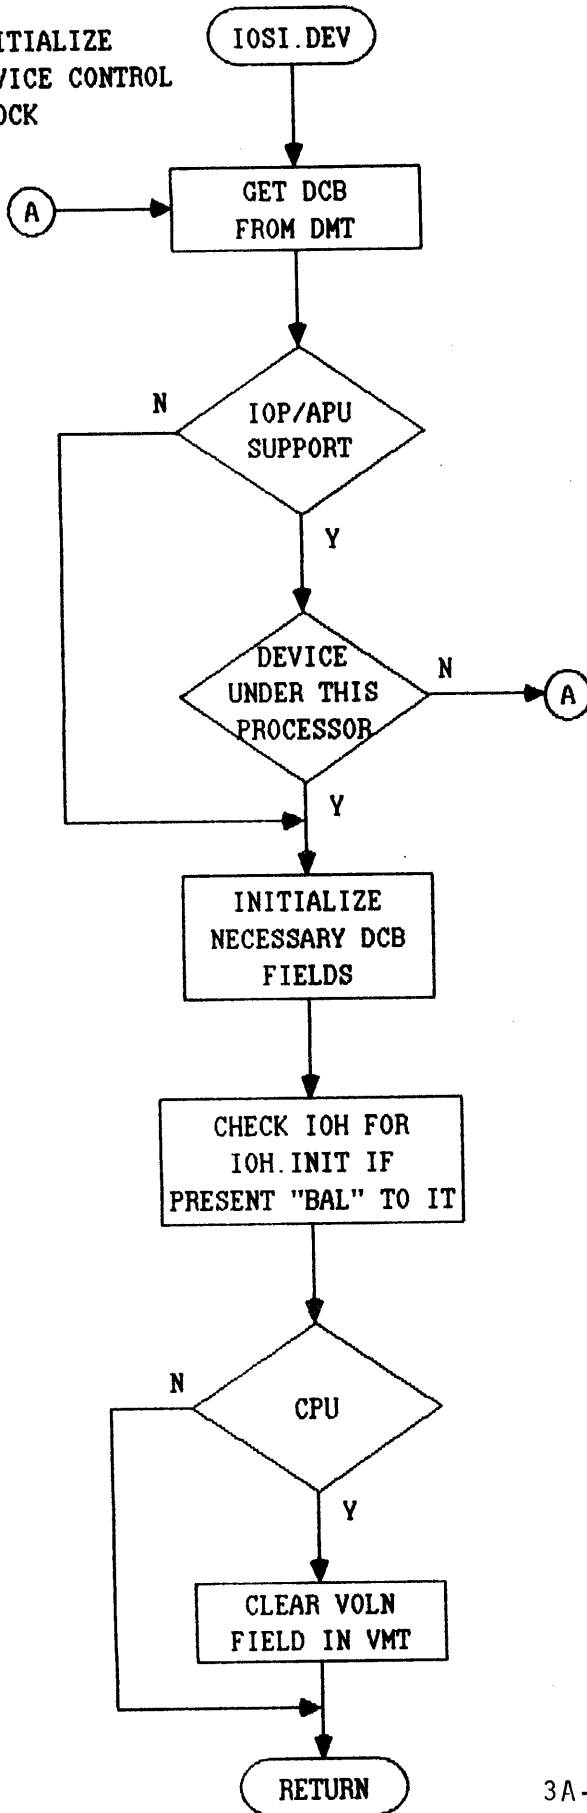 IOSI.DEV
ITIALIZE
VICE CONTROL
OCK
GET DCB
FROM DMT
A
N
IOP/APU
SUPPORT
Y
DEVICE
UNDER THIS
PROCESSOR
N
A
Y
INITIALIZE
NECESSARY DCB
FIELDS
CHECK IOH FOR
IOH.INIT IF
PRESENT "BAL" TO IT
N
CPU
Y
CLEAR VOLN
FIELD IN VMT
RETURN
3A-